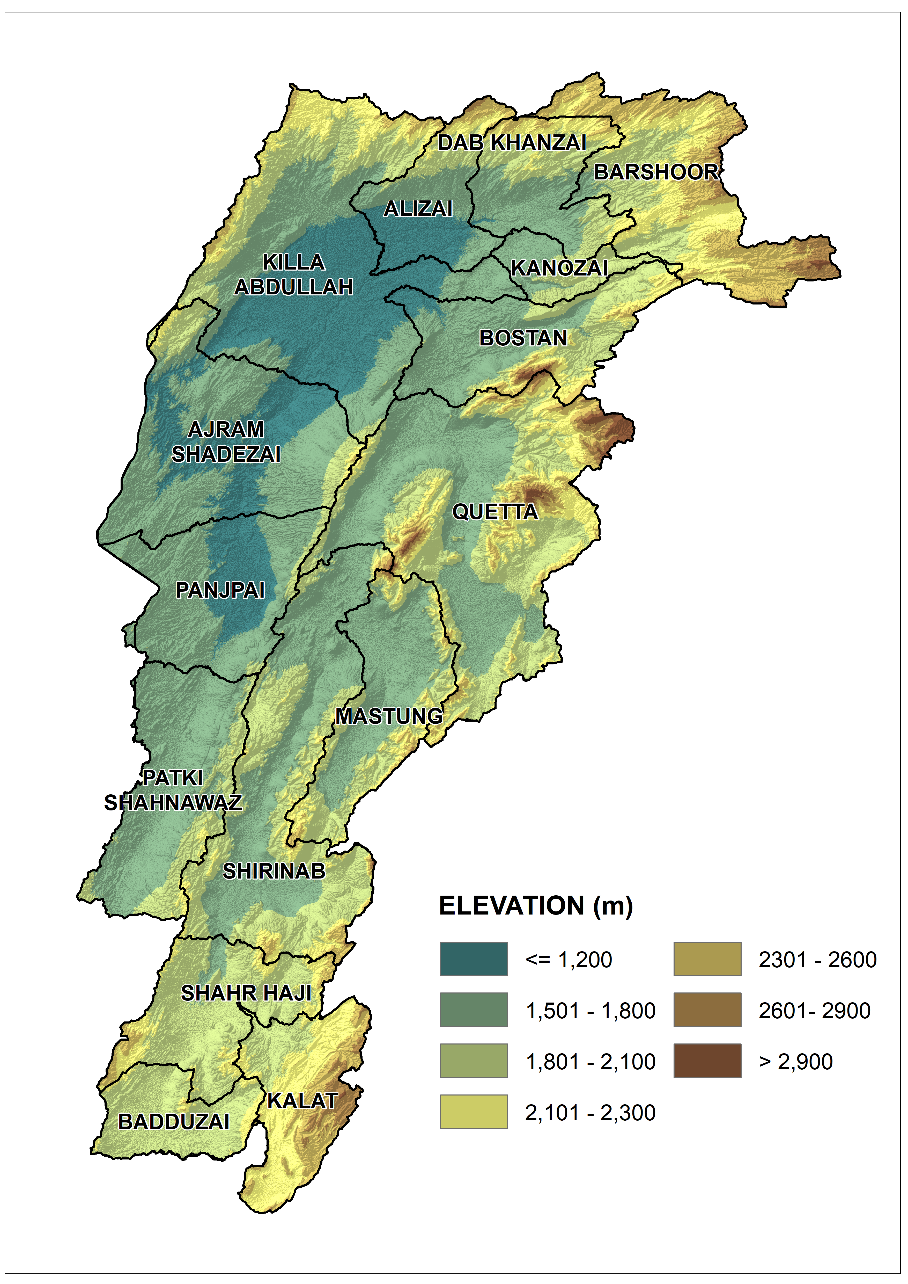 DAB KHANZAI
BARSHOOR
ALIZAI
KILLA
ABDULLAH
KANOZAI
BOSTAN
AJRAM
SHADEZAI
QUETTA
PANJPAI
MASTUNG
PATKI
SHAHNAWAZ
SHIRINAB
SHAHR HAJI
KALAT
BADDUZAI
ELEVATION (m)
<= 1,200
1,501 - 1,800
1,801 - 2,100
2,101 - 2,300
2301 - 2600
2601- 2900
> 2,900